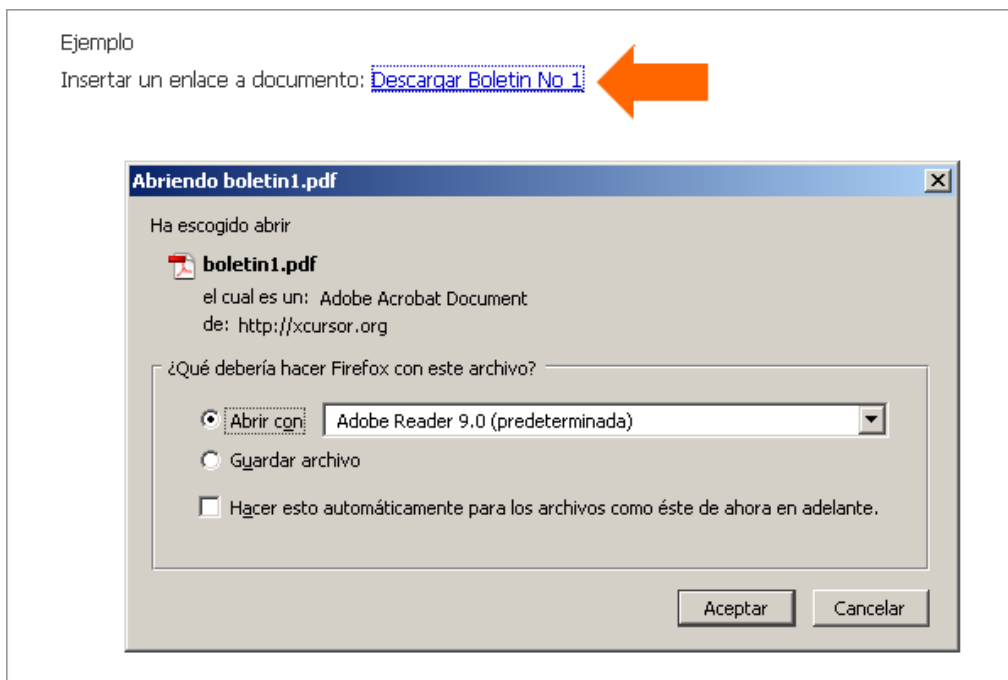 Ejemplo
Insertar un enlace a documento: Descargar Boletin No 1
Abriendo boletin1.pdf
Ha escogido abrir
boletin1.pdf
el cual es un: Adobe Acrobat Document
de: http://xcursor.org
¿Qué debería hacer Firefox con este archivo?
Abrir con Adobe Reader 9.0 (predeterminada)
Guardar archivo
Hacer esto automáticamente para los archivos como éste de ahora en adelante.
Aceptar Cancelar